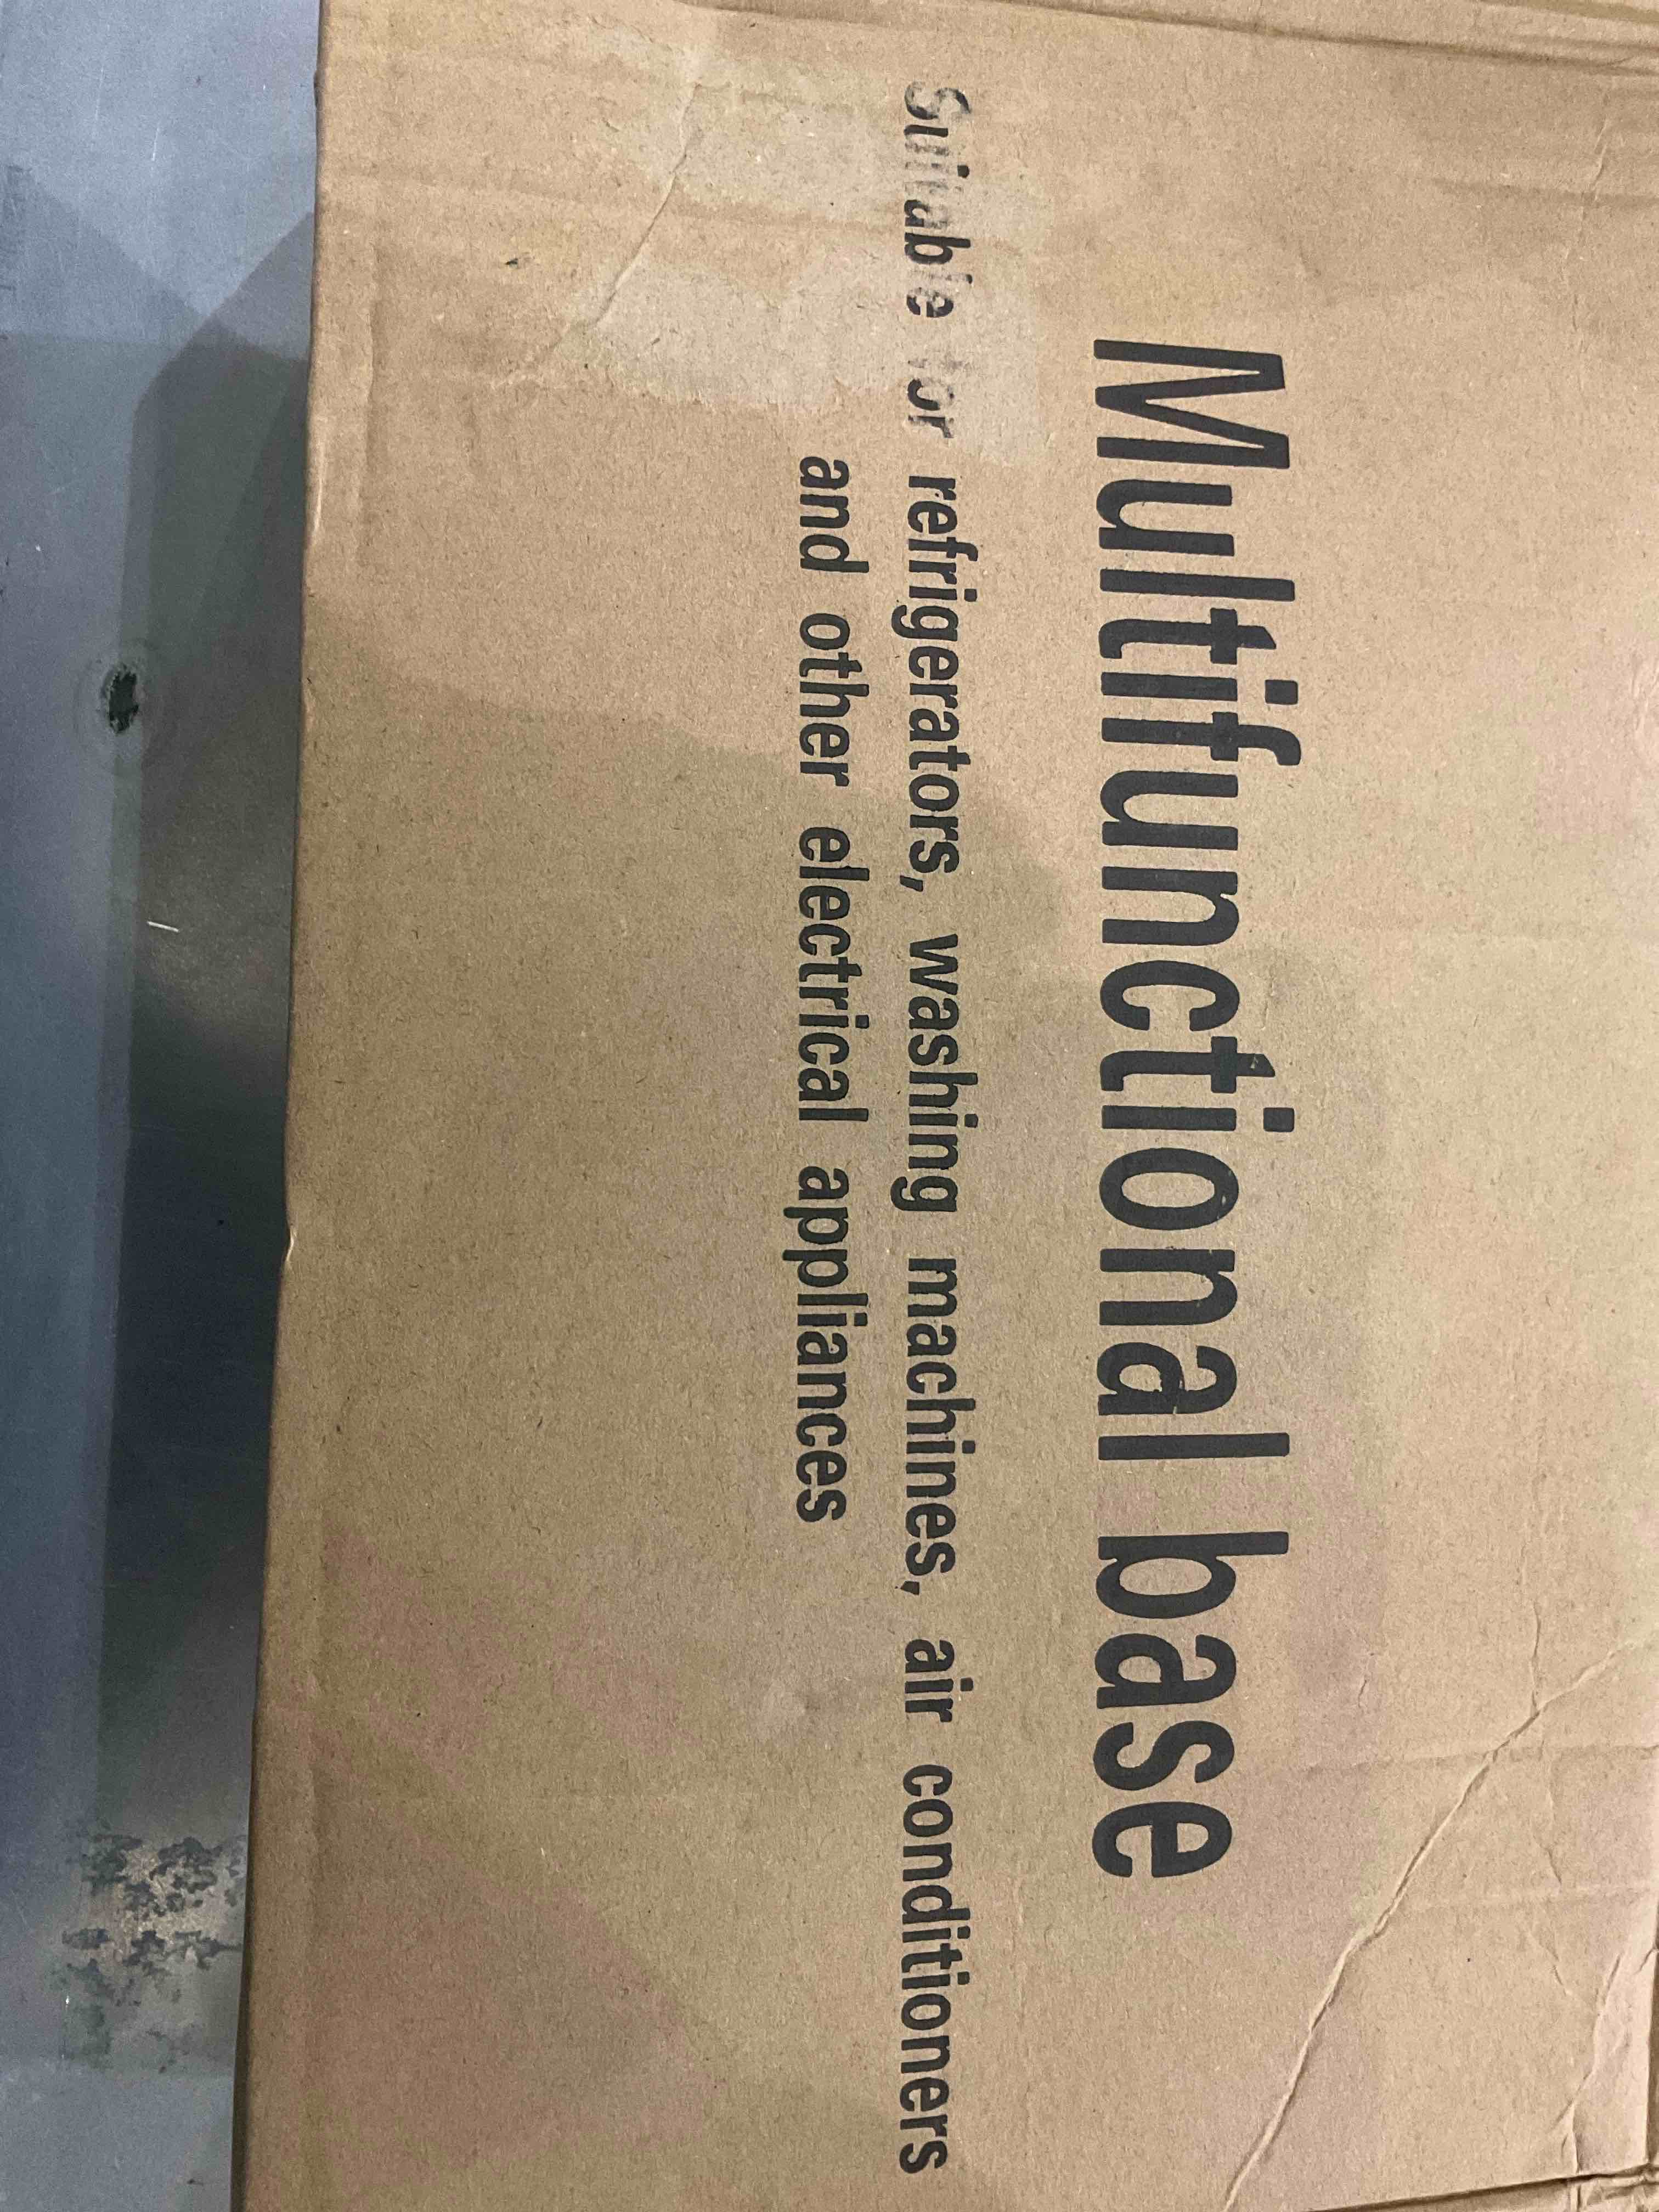 Multifunctional base
Suitable for refrigerators, washing machines, air conditioners
and other electrical appliances